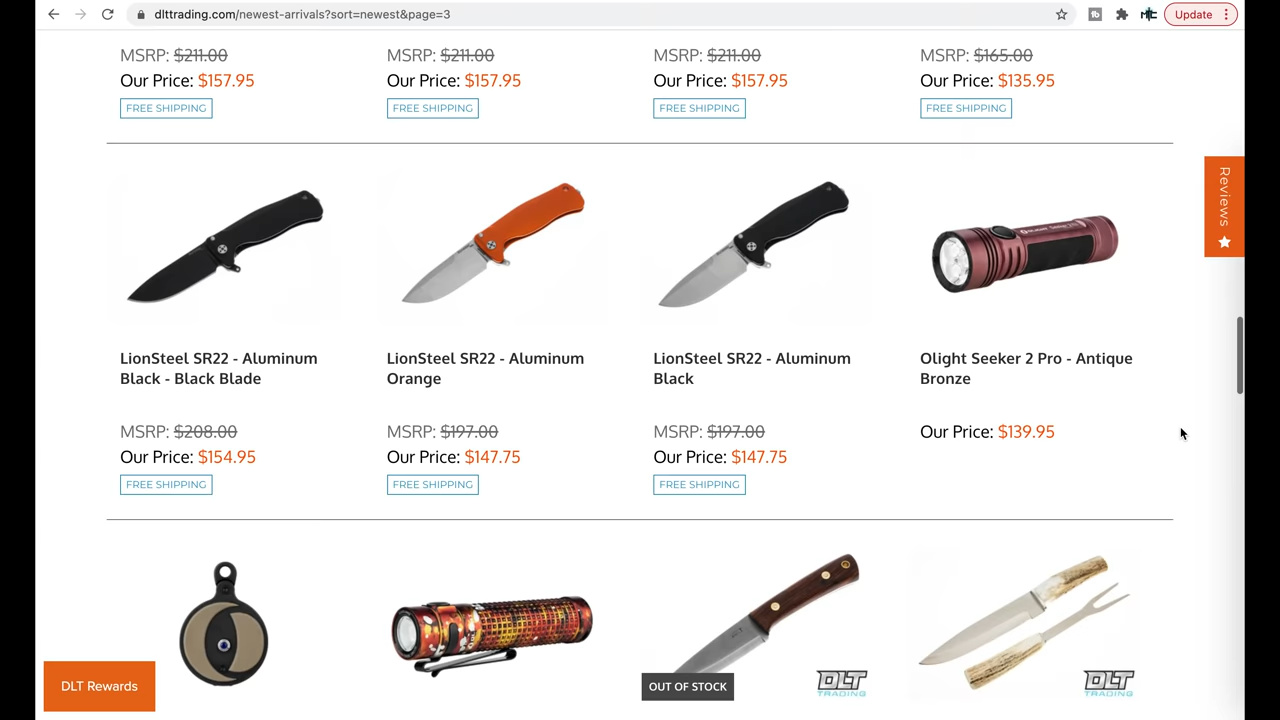 dlttrading.com/newest-arrivals?sort=newest&page=3
Update
MSRP: $211.00
MSRP: $211.00
MSRP: $211.00
MSRP: $165.00
Our Price: $157.95
Our Price: $157.95
Our Price: $157.95
Our Price: $135.95
FREE SHIPPING
FREE SHIPPING
FREE SHIPPING
FREE SHIPPING
Reviews
LionSteel SR22 - Aluminum
Black - Black Blade
LionSteel SR22 - Aluminum
Orange
LionSteel SR22 - Aluminum
Black
Olight Seeker 2 Pro - Antique
Bronze
MSRP: $208.00
MSRP: $197.00
MSRP: $197.00
Our Price: $139.95
Our Price: $154.95
Our Price: $147.75
Our Price: $147.75
FREE SHIPPING
FREE SHIPPING
FREE SHIPPING
DLT Rewards
OUT OF STOCK
DLT
TRADING
DLT
TRADING